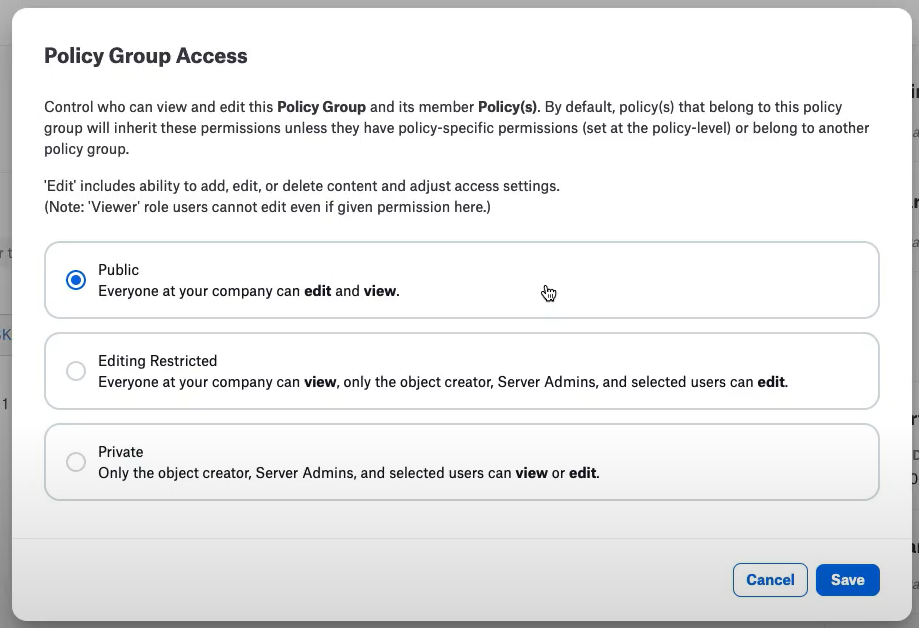 Policy Group Access
Control who can view and edit this Policy Group and its member Policy(s). By default, policy(s) that belong to this policy
group will inherit these permissions unless they have policy-specific permissions (set at the policy-level) or belong to another
policy group.
'Edit' includes ability to add, edit, or delete content and adjust access settings.
(Note: 'Viewer' role users cannot edit even if given permission here.)
Public
Everyone at your company can edit and view.
Editing Restricted
Everyone at your company can view, only the object creator, Server Admins, and selected users can edit.
Private
Only the object creator, Server Admins, and selected users can view or edit.
Cancel
Save